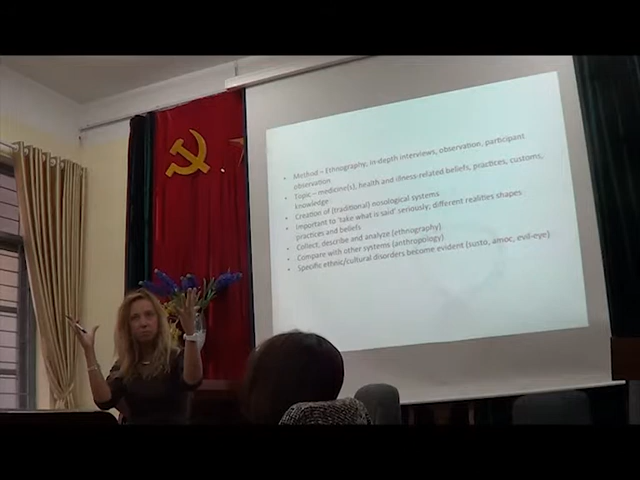 • Method – Ethnography, in-depth interviews, observation, participant
observation
• Topic – medicine(s), health and illness-related beliefs, practices, customs,
knowledge
• Creation of (traditional) nosological systems
• Important to 'take what is said' seriously; different realities shapes
practices and beliefs
• Collect, describe and analyze (ethnography)
• Compare with other systems (anthropology)
• Specific ethnic/cultural disorders become evident (susto, amoc, evil-eye)